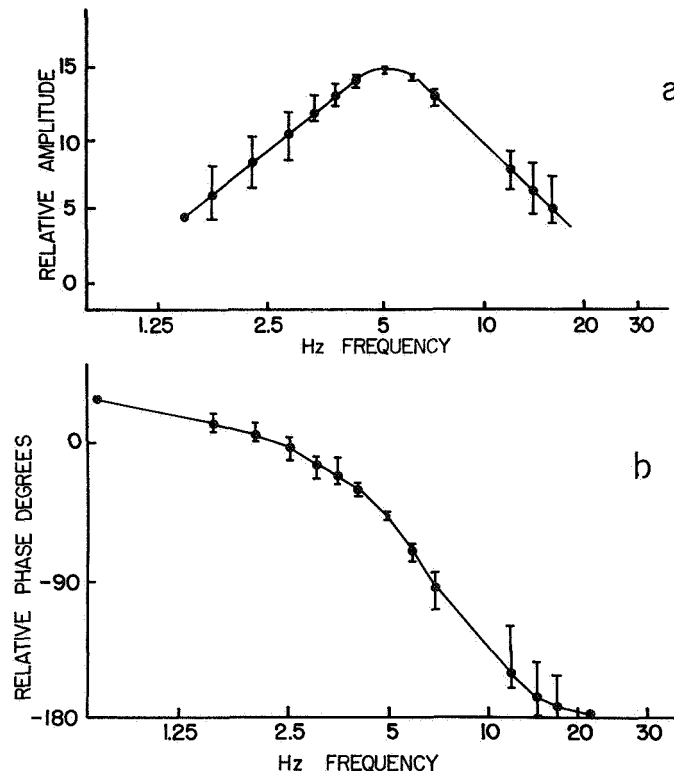 RELATIVE AMPLITUDE
15
10
5
0
a
1.25 2.5 5 10 20 30
Hz FREQUENCY
RELATIVE PHASE DEGREES
0
-90
-180
b
1.25 2.5 5 10 20 30
Hz FREQUENCY